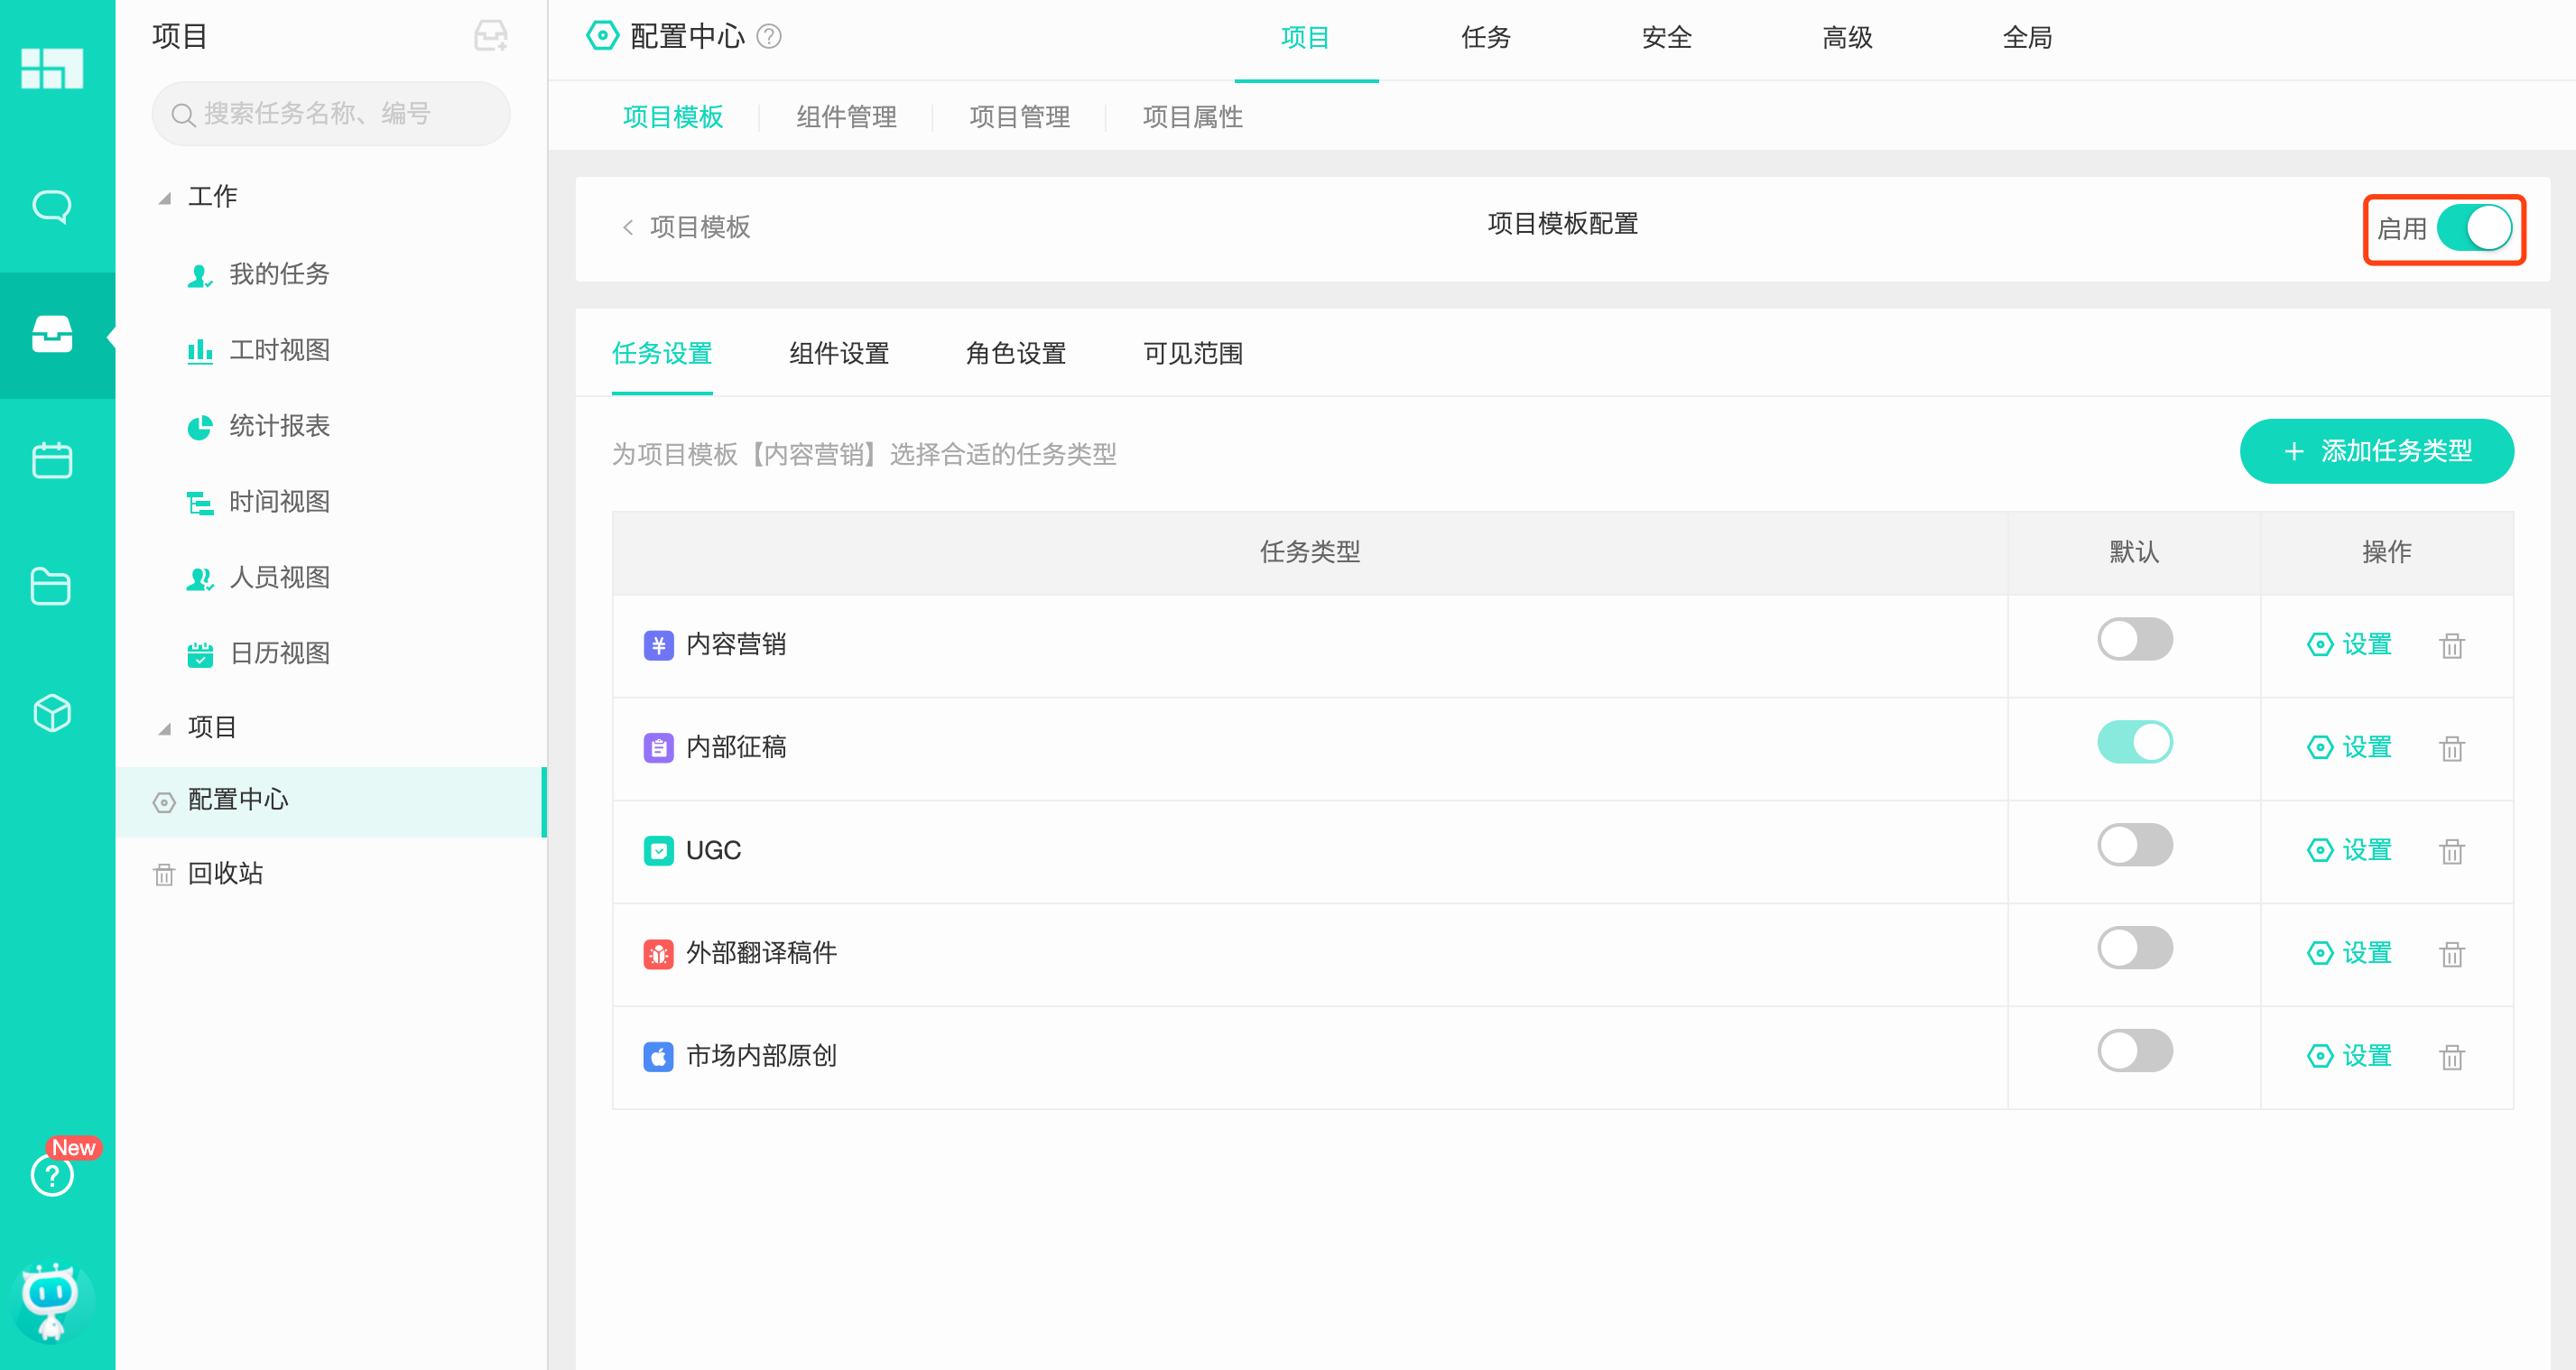 项目
搜索任务名称、编号
工作
我的任务
工时视图
统计报表
时间视图
人员视图
日历视图
项目
配置中心
回收站
New
?
配置中心 ?
项目 任务 安全 高级 全局
项目模板 组件管理 项目管理 项目属性
< 项目模板
项目模板配置
启用
任务设置 组件设置 角色设置 可见范围
为项目模板【内容营销】选择合适的任务类型
+ 添加任务类型
任务类型 默认 操作
¥ 内容营销 设置
内部征稿 设置
UGC 设置
外部翻译稿件 设置
市场内部原创 设置